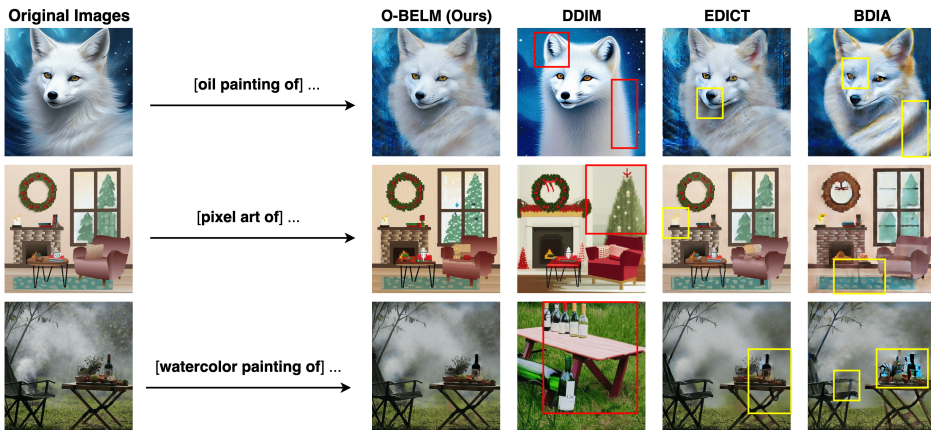 Original Images
O-BELM (Ours)
DDIM
EDICT
BDIA
[oil painting of] ...
[pixel art of] ...
[watercolor painting of] ...